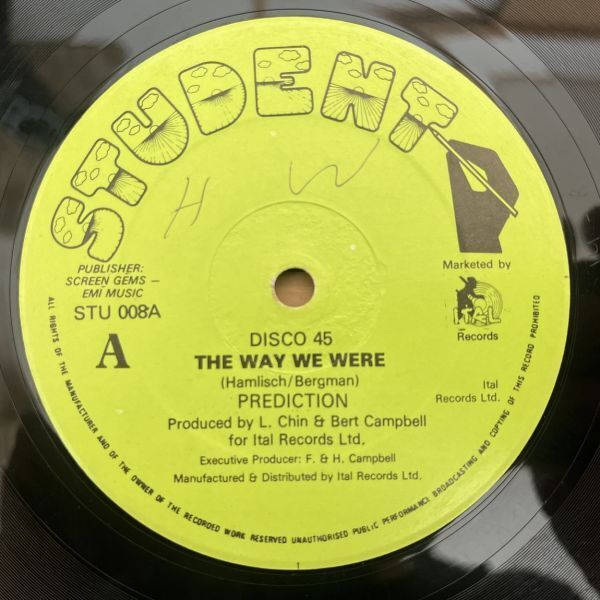 STUDENT
H W
PUBLISHER:
SCREEN GEMS —
EMI MUSIC
STU 008A
A
Marketed by
ITAL
Records
DISCO 45
THE WAY WE WERE
(Hamlisch/Bergman)
PREDICTION
Produced by L. Chin & Bert Campbell
for Ital Records Ltd.
Executive Producer: F. & H. Campbell
Manufactured & Distributed by Ital Records Ltd.
Ital
Records Ltd.
ALL RIGHTS OF THE MANUFACTURER AND OF THE OWNER OF THE RECORDED WORK RESERVED UNAUTHORISED PUBLIC PERFORMANCE BROADCASTING AND COPYING OF THIS RECORD PROHIBITED